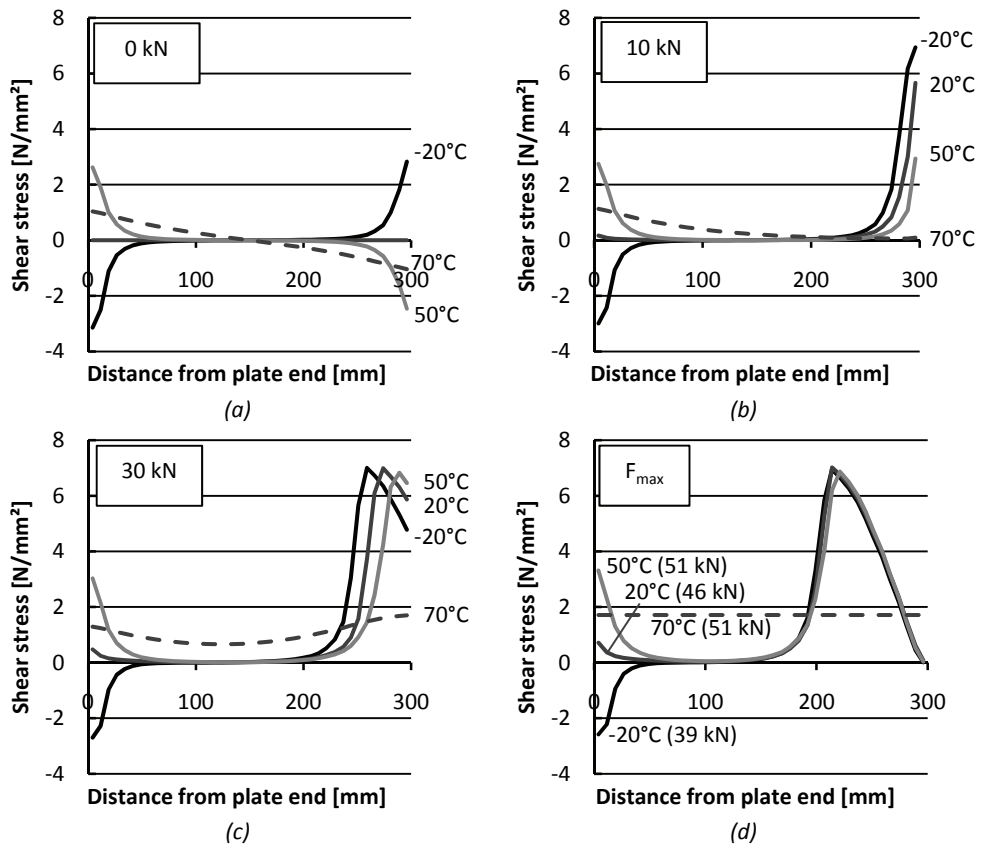 8
6
4
2
0
-2
-4
Shear stress [N/mm²]
0 kN
-20°C
70°C
50°C
0
100
200
300
Distance from plate end [mm]
(a)
8
6
4
2
0
-2
-4
Shear stress [N/mm²]
10 kN
-20°C
20°C
50°C
70°C
0
100
200
300
Distance from plate end [mm]
(b)
8
6
4
2
0
-2
-4
Shear stress [N/mm²]
30 kN
50°C
20°C
-20°C
70°C
0
100
200
300
Distance from plate end [mm]
(c)
8
6
4
2
0
-2
-4
Shear stress [N/mm²]
Fmax
50°C (51 kN)
20°C (46 kN)
70°C (51 kN)
0
100
200
300
-20°C (39 kN)
Distance from plate end [mm]
(d)